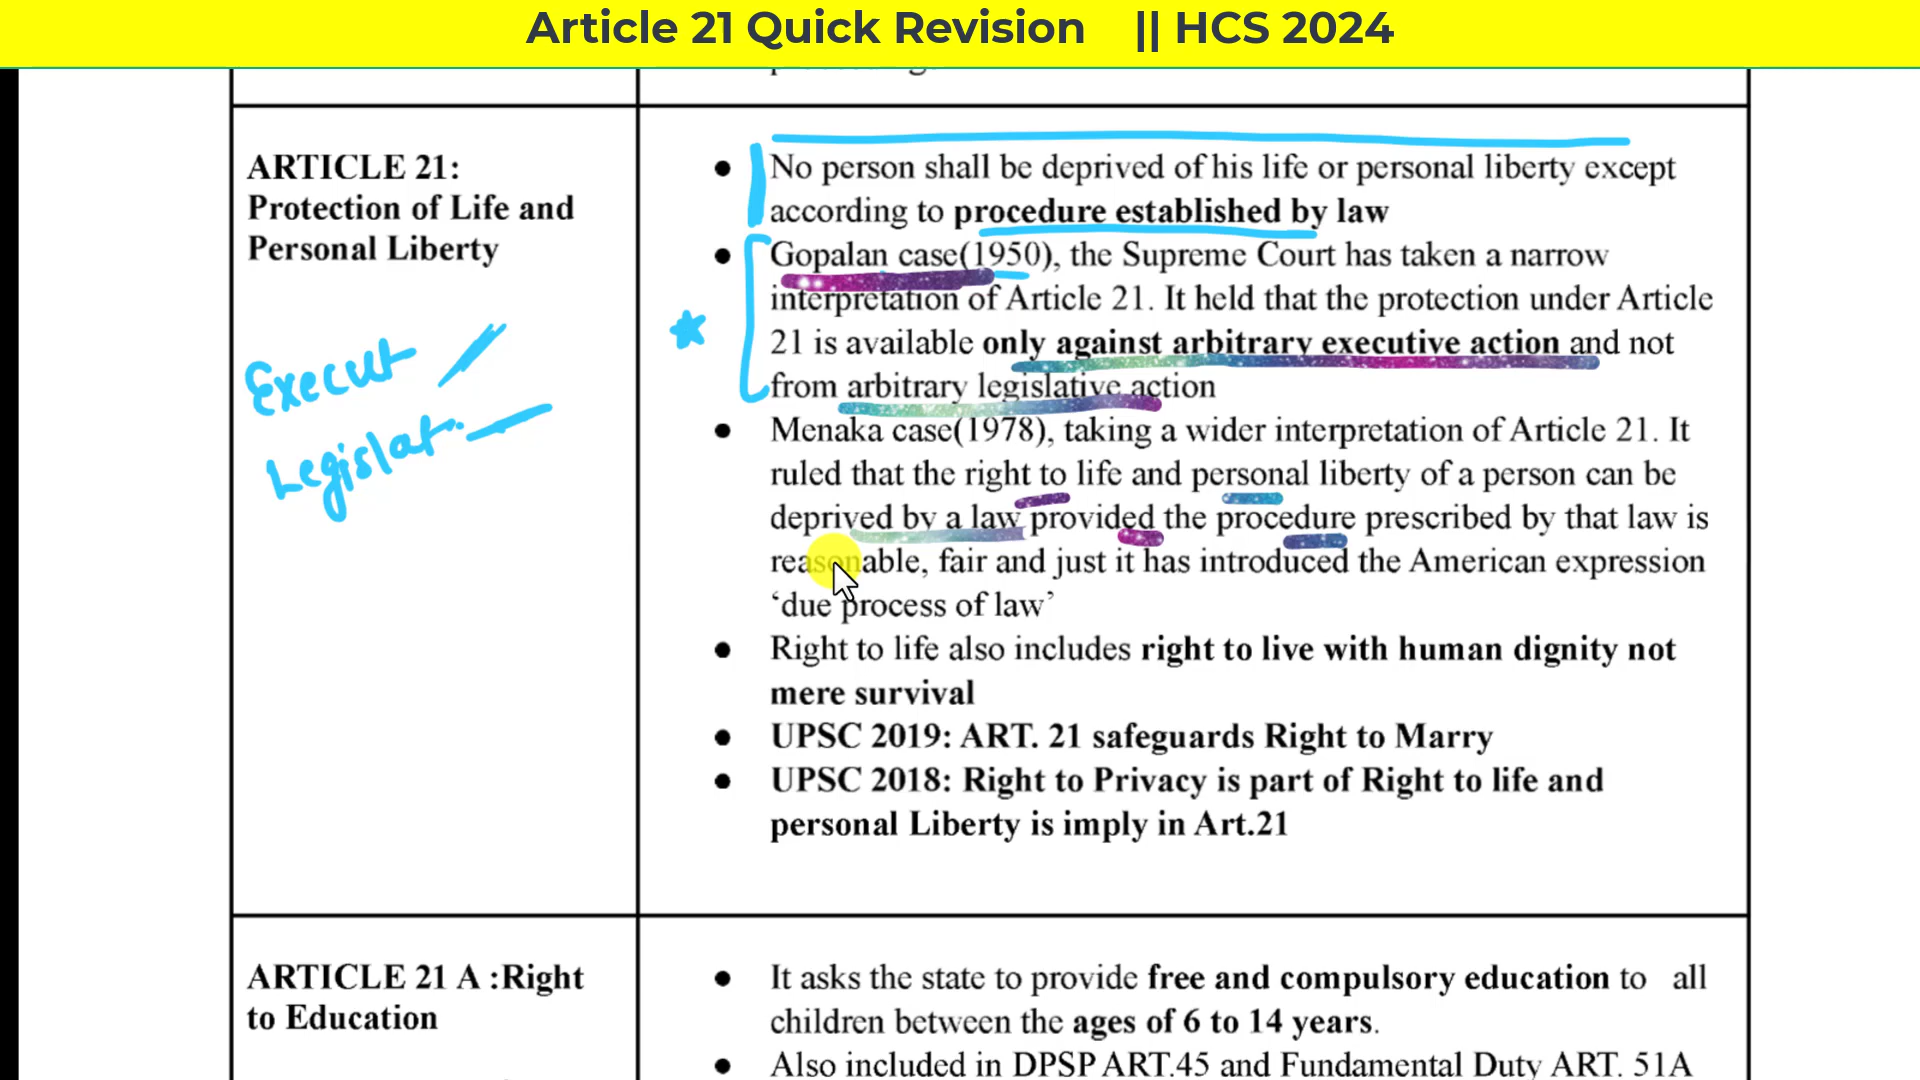 Article 21 Quick Revision || HCS 2024
ARTICLE 21:
Protection of Life and
Personal Liberty
Execut
Legislat.
● No person shall be deprived of his life or personal liberty except
according to procedure established by law
● Gopalan case(1950), the Supreme Court has taken a narrow
interpretation of Article 21. It held that the protection under Article
21 is available only against arbitrary executive action and not
from arbitrary legislative action
● Menaka case(1978), taking a wider interpretation of Article 21. It
ruled that the right to life and personal liberty of a person can be
deprived by a law provided the procedure prescribed by that law is
reasonable, fair and just it has introduced the American expression
‘due process of law’
● Right to life also includes right to live with human dignity not
mere survival
● UPSC 2019: ART. 21 safeguards Right to Marry
● UPSC 2018: Right to Privacy is part of Right to life and
personal Liberty is imply in Art.21
ARTICLE 21 A :Right
to Education
● It asks the state to provide free and compulsory education to all
children between the ages of 6 to 14 years.
● Also included in DPSP ART.45 and Fundamental Duty ART. 51A